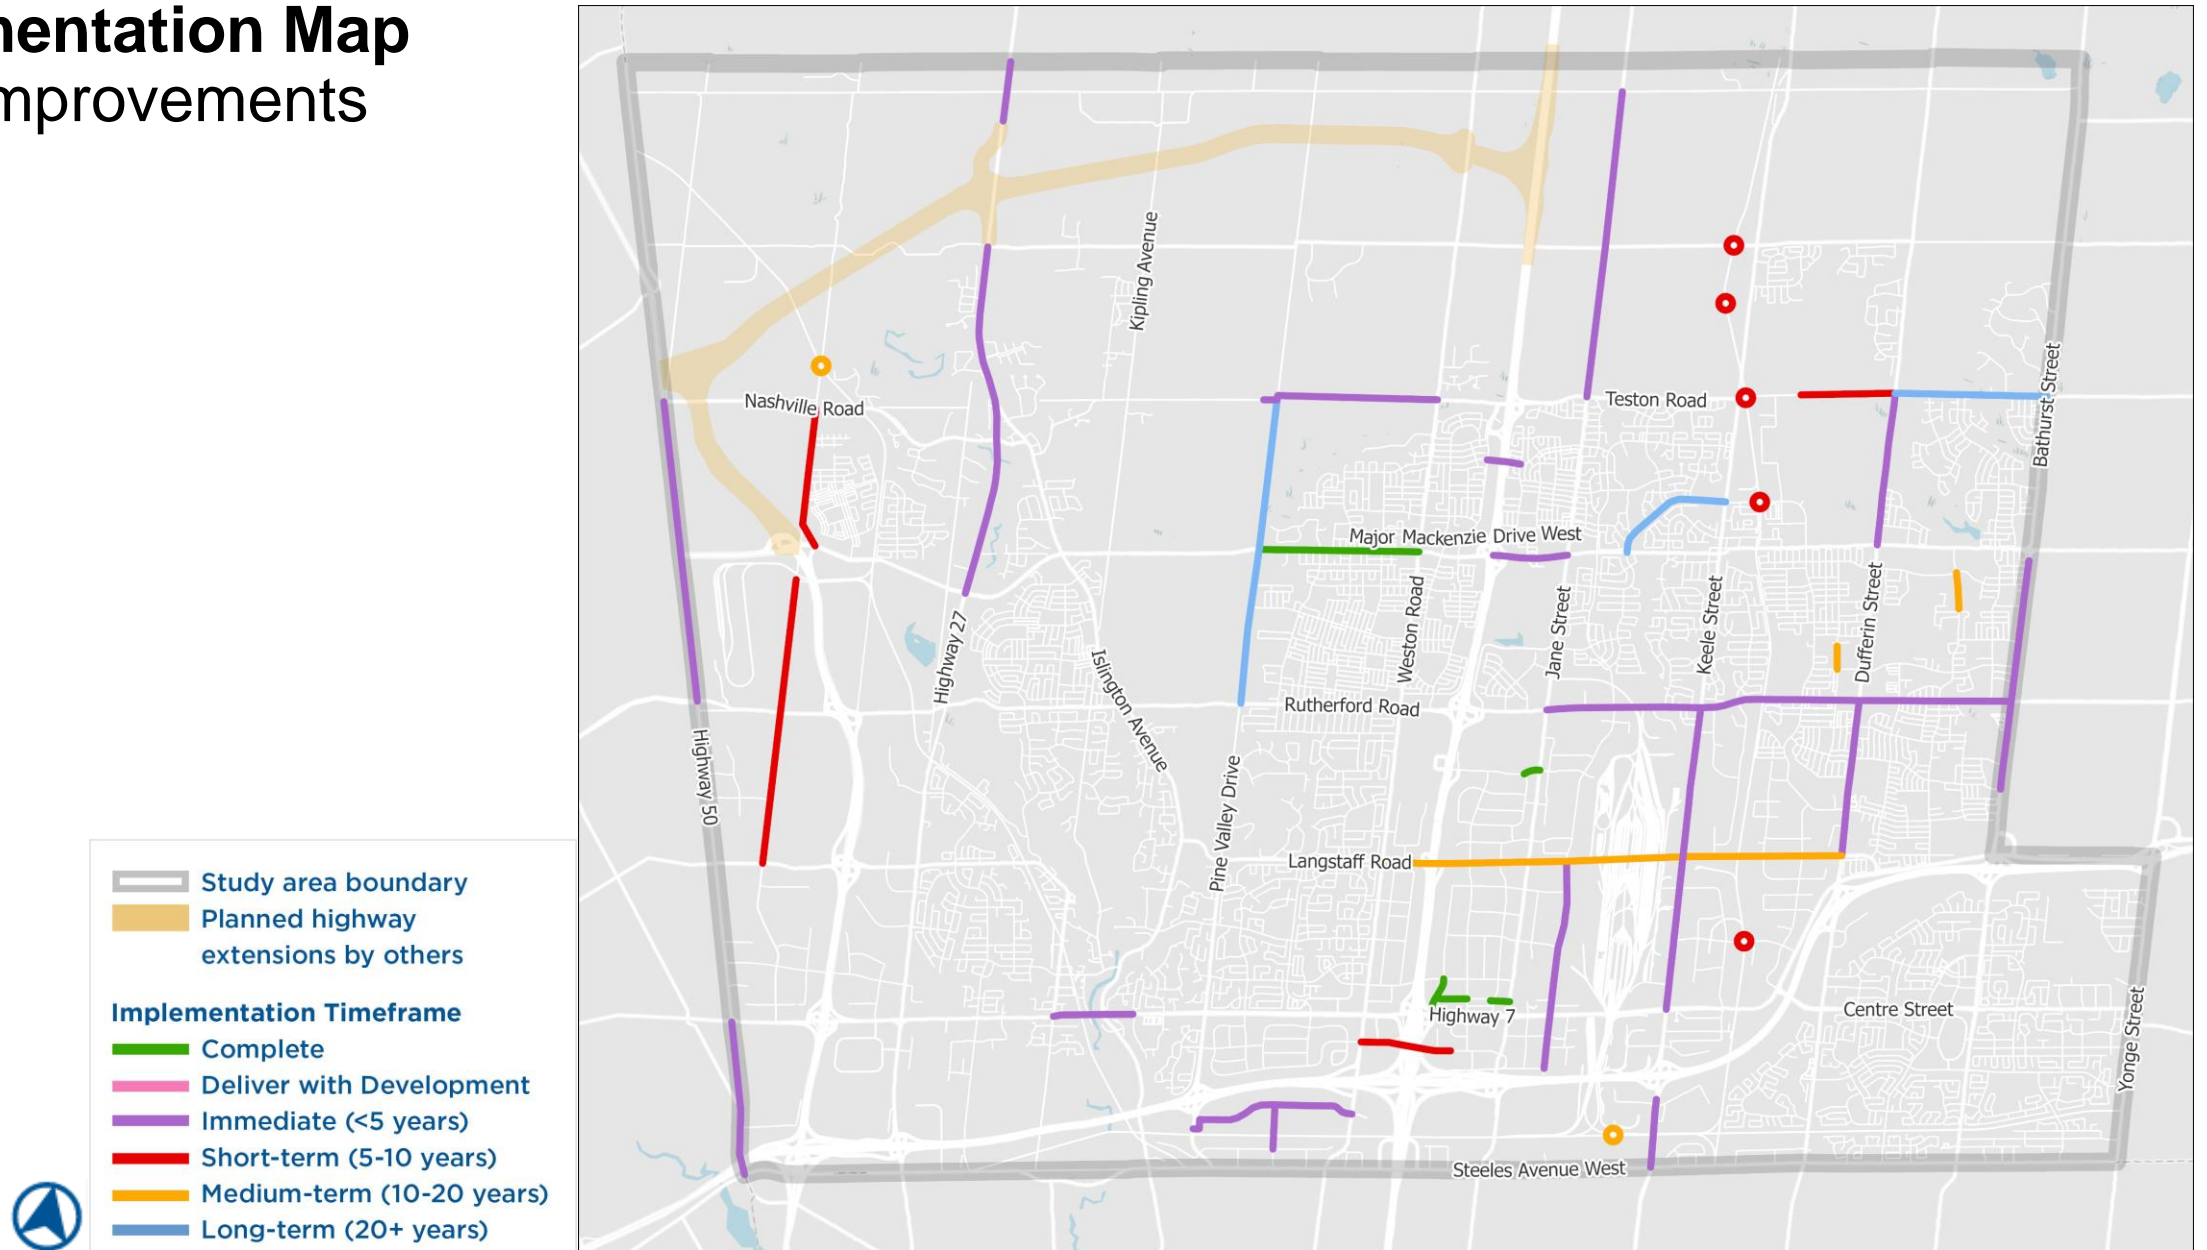 mentation Map
mprovements
Kipling Avenue
Bathurst Street
Nashville Road
Teston Road
Major Mackenzie Drive West
Weston Road
Jane Street
Keele Street
Dufferin Street
Highway 27
Islington Avenue
Rutherford Road
Highway 50
Pine Valley Drive
Langstaff Road
Highway 7
Centre Street
Yonge Street
Steeles Avenue West
Study area boundary
Planned highway
extensions by others
Implementation Timeframe
Complete
Deliver with Development
Immediate (<5 years)
Short-term (5-10 years)
Medium-term (10-20 years)
Long-term (20+ years)